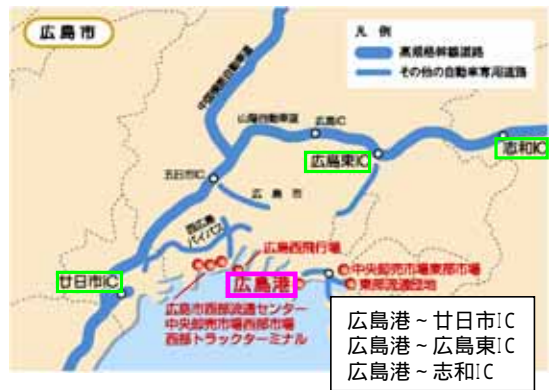 広島市
凡 例
高規格幹線道路
その他の自動車専用道路
中国横断自動車道
山陽自動車道
広島IC
志和IC
広島東IC
五日市IC
広 島 市
西広島
バイパス
広島西飛行場
廿日市IC
広島港
中央卸売市場東部市場
東部流通団地
広島市西部流通センター
中央卸売市場西部市場
西部トラックターミナル
広島港~廿日市IC
広島港~広島東IC
広島港~志和IC